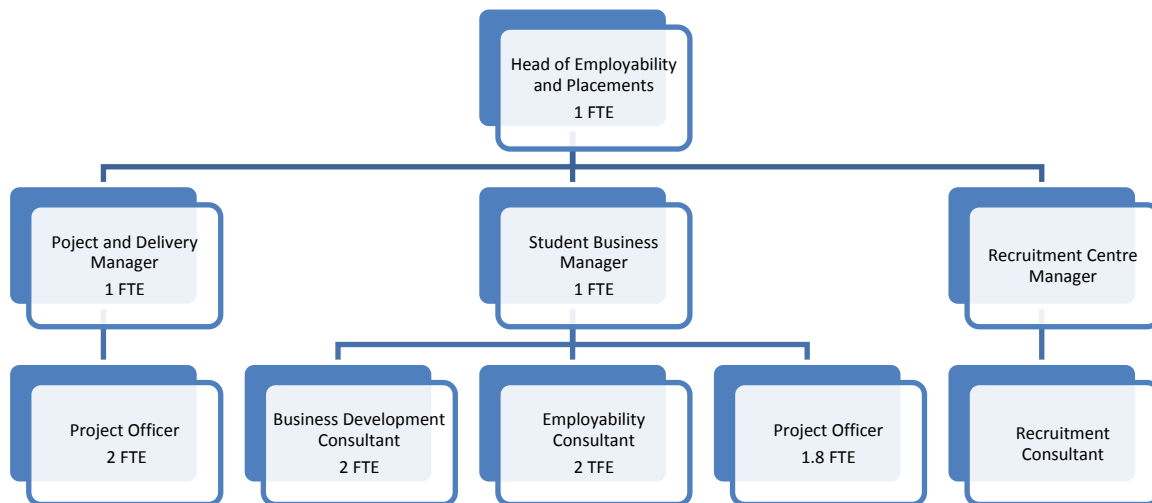 Head of Employability
and Placements
1 FTE
Poject and Delivery
Manager
1 FTE
Student Business
Manager
1 FTE
Recruitment Centre
Manager
Project Officer
2 FTE
Business Development
Consultant
2 FTE
Employability
Consultant
2 TFE
Project Officer
1.8 FTE
Recruitment
Consultant